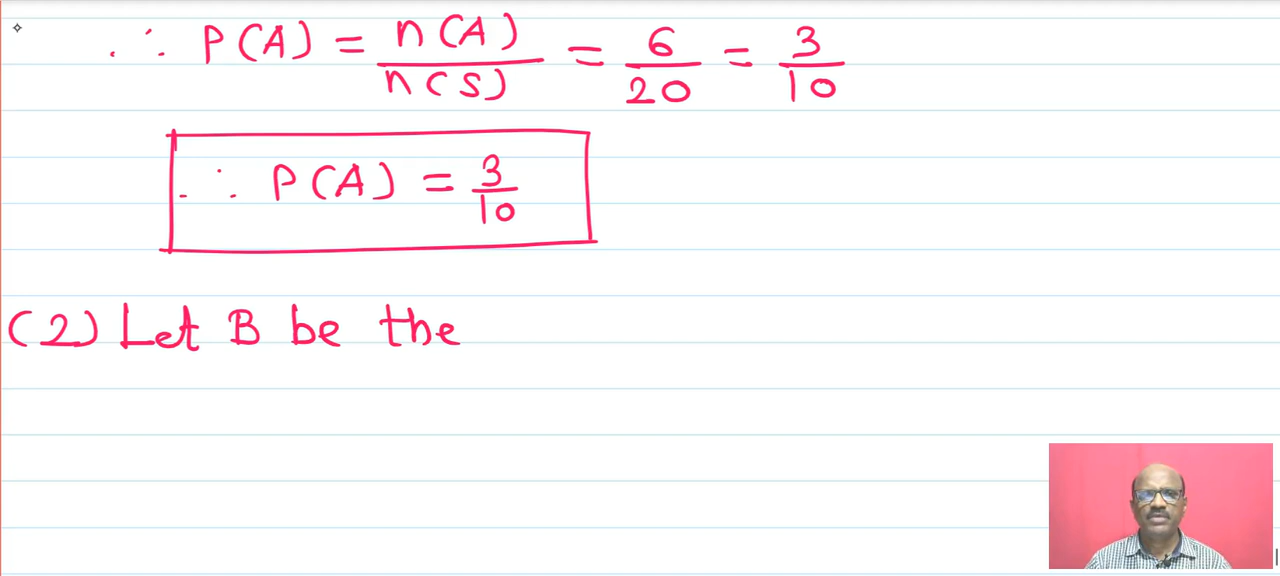 ∴ P(A) = n(A)/n(S) = 6/20 = 3/10
∴ P(A) = 3/10
(2) Let B be the